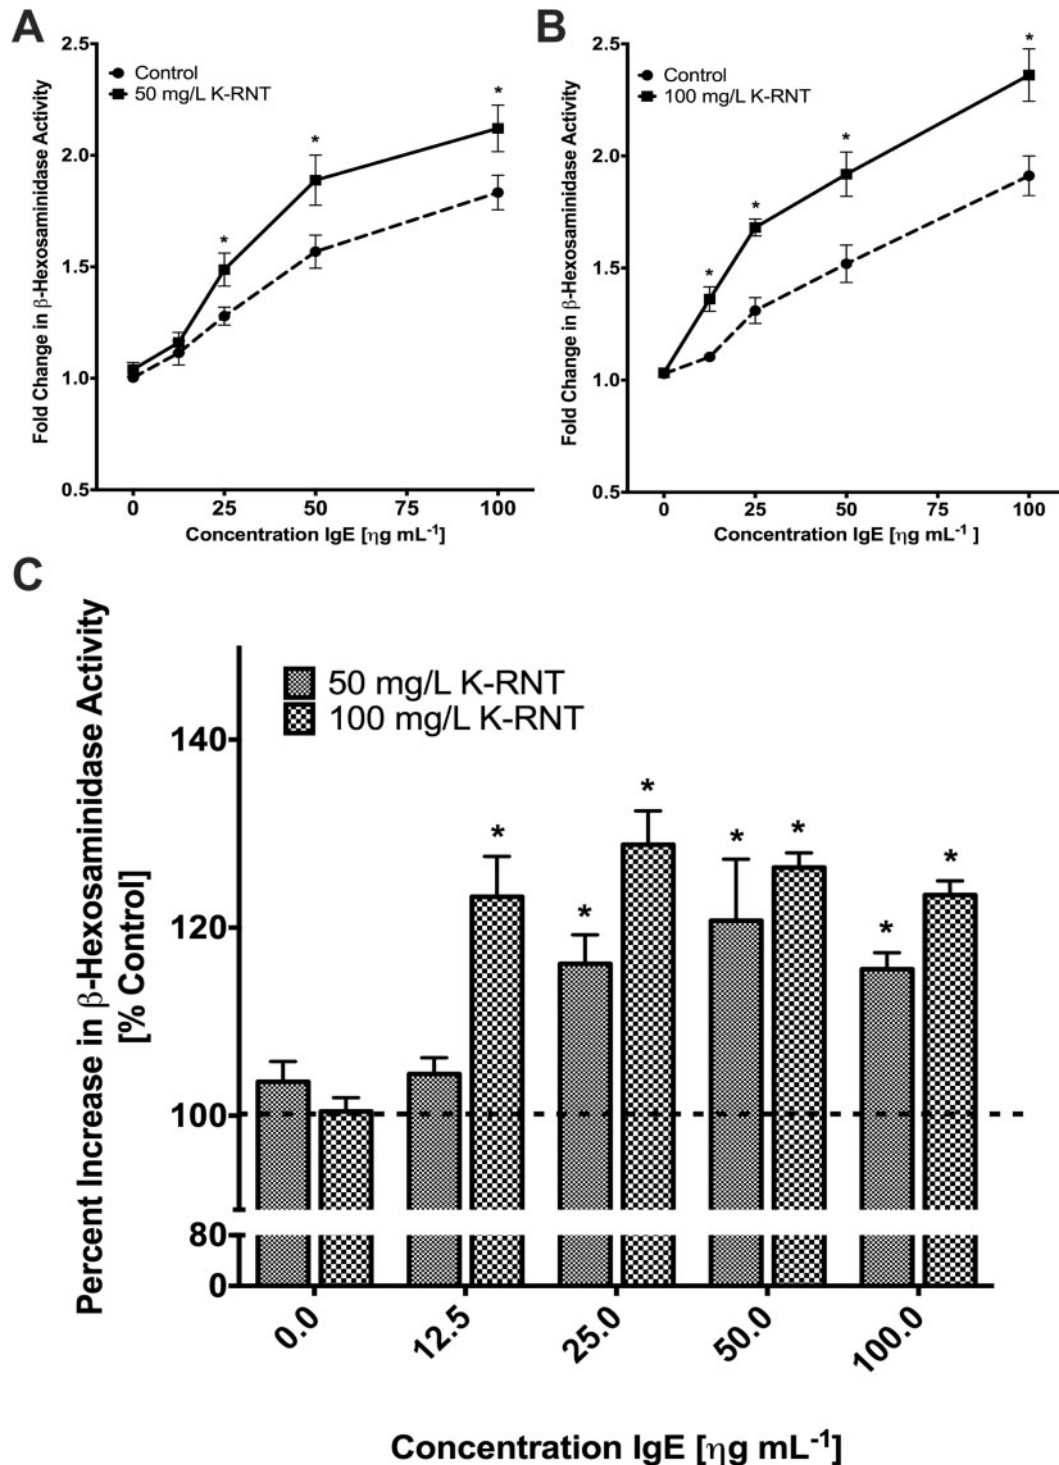 A
Fold Change in β-Hexosaminidase Activity
2.5
2.0
1.5
1.0
0.5
Control
50 mg/L K-RNT
*
*
*
0 25 50 75 100
Concentration IgE [ηg mL⁻¹]
B
Fold Change in β-Hexosaminidase Activity
2.5
2.0
1.5
1.0
0.5
Control
100 mg/L K-RNT
*
*
*
*
*
0 25 50 75 100
Concentration IgE [ηg mL⁻¹ ]
C
Percent Increase in β-Hexosaminidase Activity
[% Control]
140
120
100
80
0
50 mg/L K-RNT
100 mg/L K-RNT
* * * * * * *
0.0 12.5 25.0 50.0 100.0
Concentration IgE [ηg mL⁻¹]